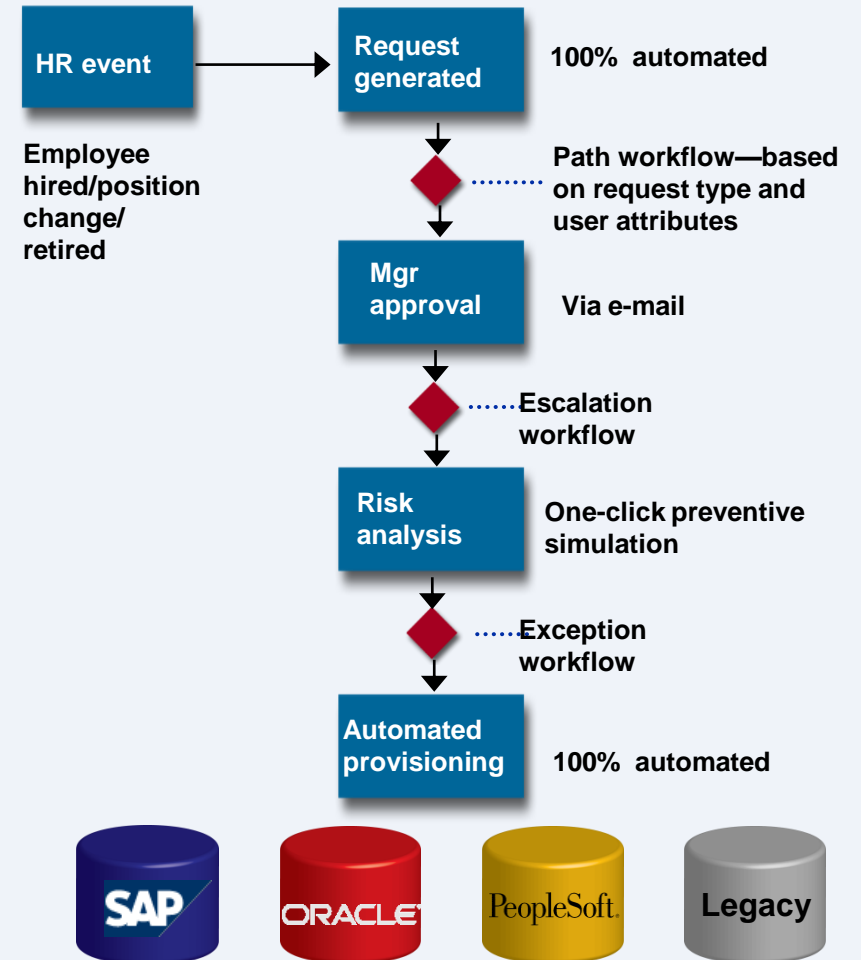 HR event
Request
generated
100% automated
Employee
hired/position
change/
retired
Path workflow—based
on request type and
user attributes
Mgr
approval
Via e-mail
Escalation
workflow
Risk
analysis
One-click preventive
simulation
Exception
workflow
Automated
provisioning
100% automated
SAP
ORACLE
PeopleSoft.
Legacy